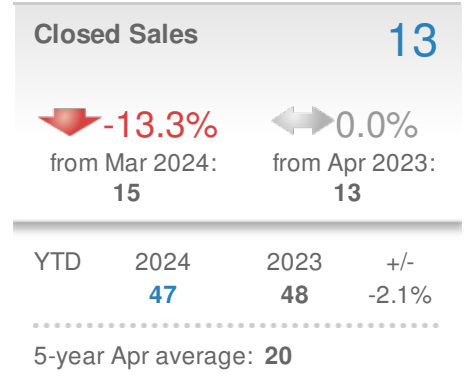 Closed Sales 13
-13.3% 0.0%
from Mar 2024: from Apr 2023:
15 13
YTD 2024 2023 +/-
47 48 -2.1%
5-year Apr average: 20